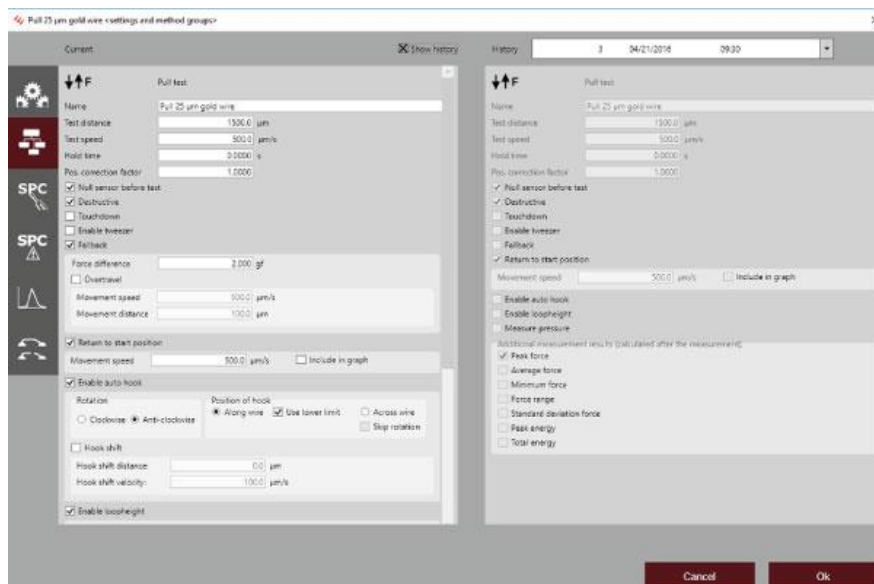 Pull 25 µm gold wire <settings and method groups>
Current
Show history
History 3 04/21/2016 09:30
F Pull test
Name Pull 25 µm gold wire
Test distance 1500.0 µm
Test speed 500.0 µm/s
Hold time 0.0000 s
Pos. correction factor 1.0000
Null sensor before test
Destructive
Touchdown
Enable tweezer
Fallback
Force difference 2.000 gf
Overtravel
Movement speed 500.0 µm/s
Movement distance 100.0 µm
Return to start position
Movement speed 500.0 µm/s Include in graph
Enable auto hook
Rotation
Clockwise Anti-clockwise
Position of hook
Along wire Use lower limit Across wire
Skip rotation
Hook shift
Hook shift distance: 0.0 µm
Hook shift velocity: 100.0 µm/s
Enable loopheight
F Pull test
Name Pull 25 µm gold wire
Test distance 1500.0 µm
Test speed 500.0 µm/s
Hold time 0.0000 s
Pos. correction factor 1.0000
Null sensor before test
Destructive
Touchdown
Enable tweezer
Fallback
Return to start position
Movement speed 500.0 µm/s Include in graph
Enable auto hook
Enable loopheight
Measure pressure
Additional measurement results (calculated after the measurement)
Peak force
Average force
Minimum force
Force range
Standard deviation force
Peak energy
Total energy
SPC
SPC
Cancel
Ok